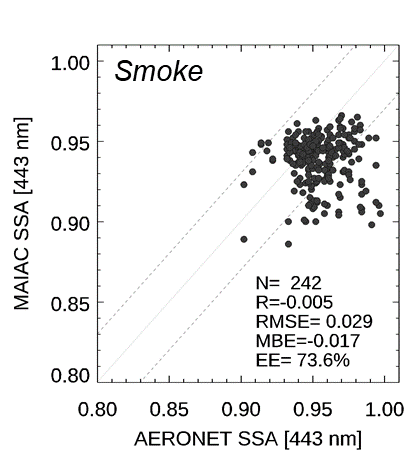 Smoke
1.00
0.95
0.90
0.85
0.80
MAIAC SSA [443 nm]
N= 242
R=-0.005
RMSE= 0.029
MBE=-0.017
EE= 73.6%
0.80 0.85 0.90 0.95 1.00
AERONET SSA [443 nm]